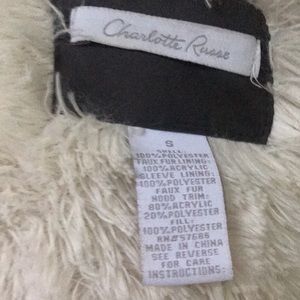 Charlotte Russe
S
SHELL:
100%POLYESTER
FAUX FUR LINING:
100%ACRYLIC
SLEEVE LINING:
100%POLYESTER
FAUX FUR
HOOD TRIM:
80%ACRYLIC
20%POLYESTER
FILL:
100%POLYESTER
RN#57686
MADE IN CHINA
SEE REVERSE
FOR CARE
INSTRUCTIONS: